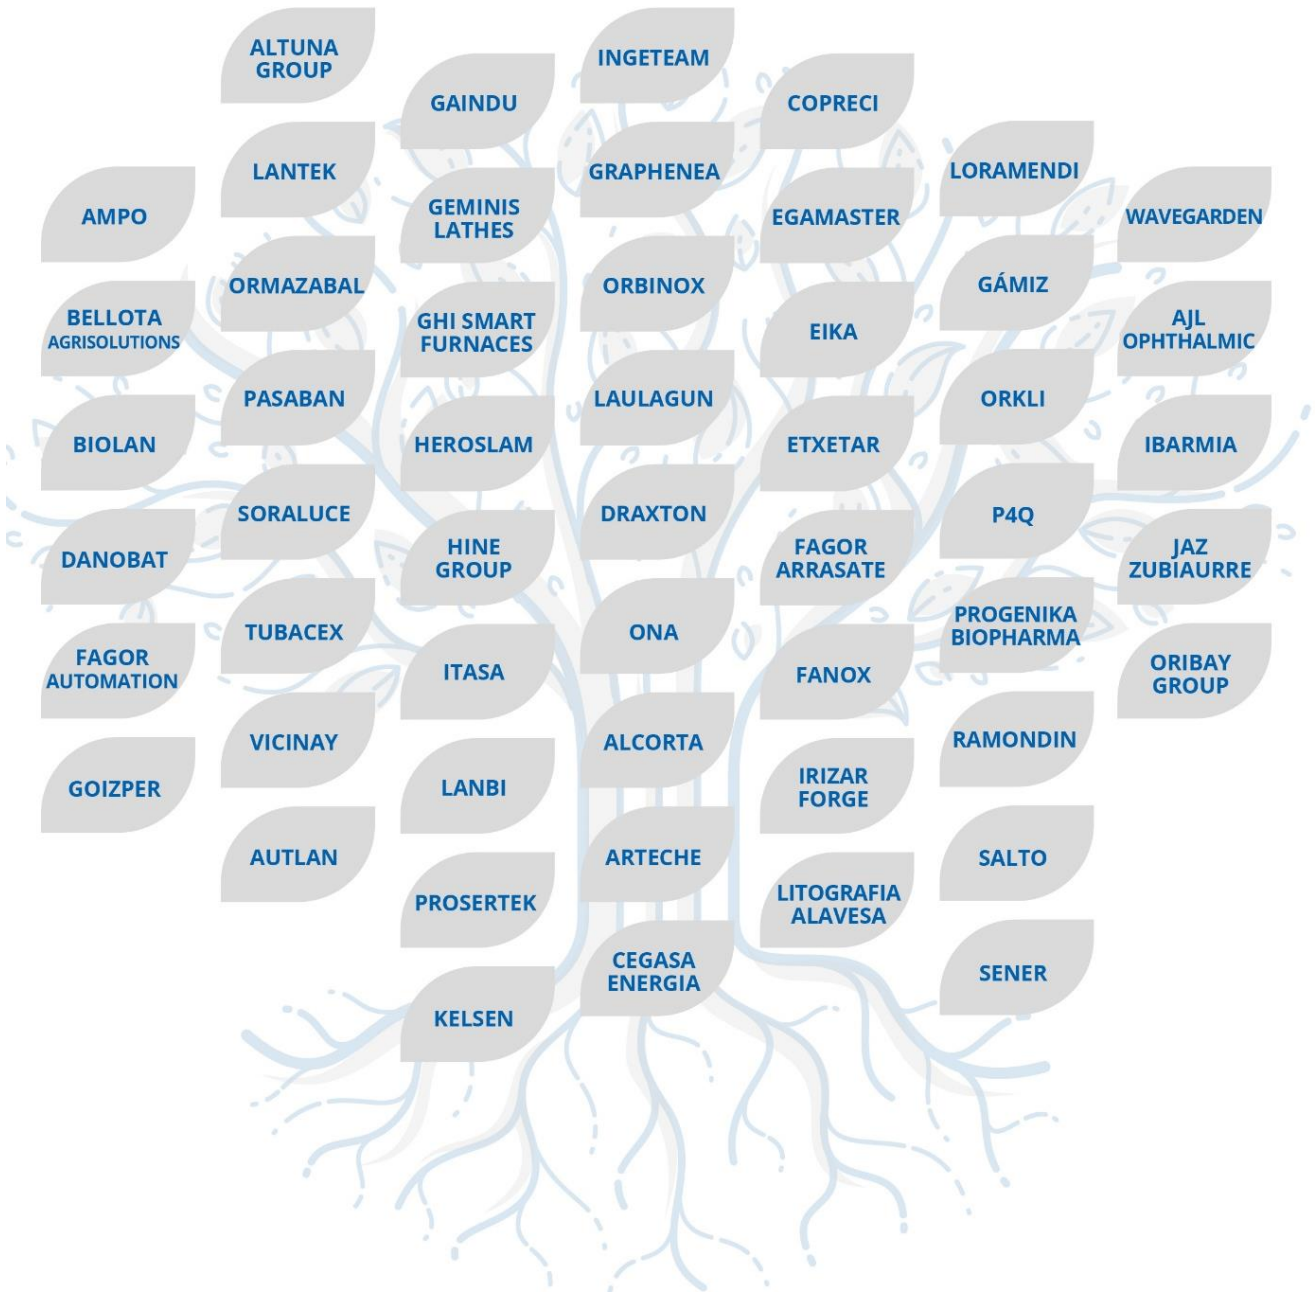 ALTUNA
GROUP
LANTEK
ORMAZABAL
PASABAN
SORALUCE
TUBACEX
VICINAY
AUTLAN
AMPO
BELLOTA
AGRISOLUTIONS
BIOLAN
DANOBAT
FAGOR
AUTOMATION
GOIZPER
GAINDU
GEMINIS
LATHES
GHI SMART
FURNACES
HEROSLAM
HINE
GROUP
ITASA
LANBI
PROSERTEK
KELSEN
INGETEAM
GRAPHENEA
ORBINOX
LAULAGUN
DRAXTON
ONA
ALCORTA
ARTECHE
CEGASA
ENERGIA
COPRECI
EGAMASTER
EIKA
ETXETAR
FAGOR
ARRASATE
FANOX
IRIZAR
FORGE
LITOGRAFIA
ALAVESA
LORAMENDI
GÁMIZ
ORKLI
P4Q
PROGENIKA
BIOPHARMA
RAMONDIN
SALTO
SENER
WAVEGARDEN
AJL
OPHTHALMIC
IBARMIA
JAZ
ZUBIAURRE
ORIBAY
GROUP